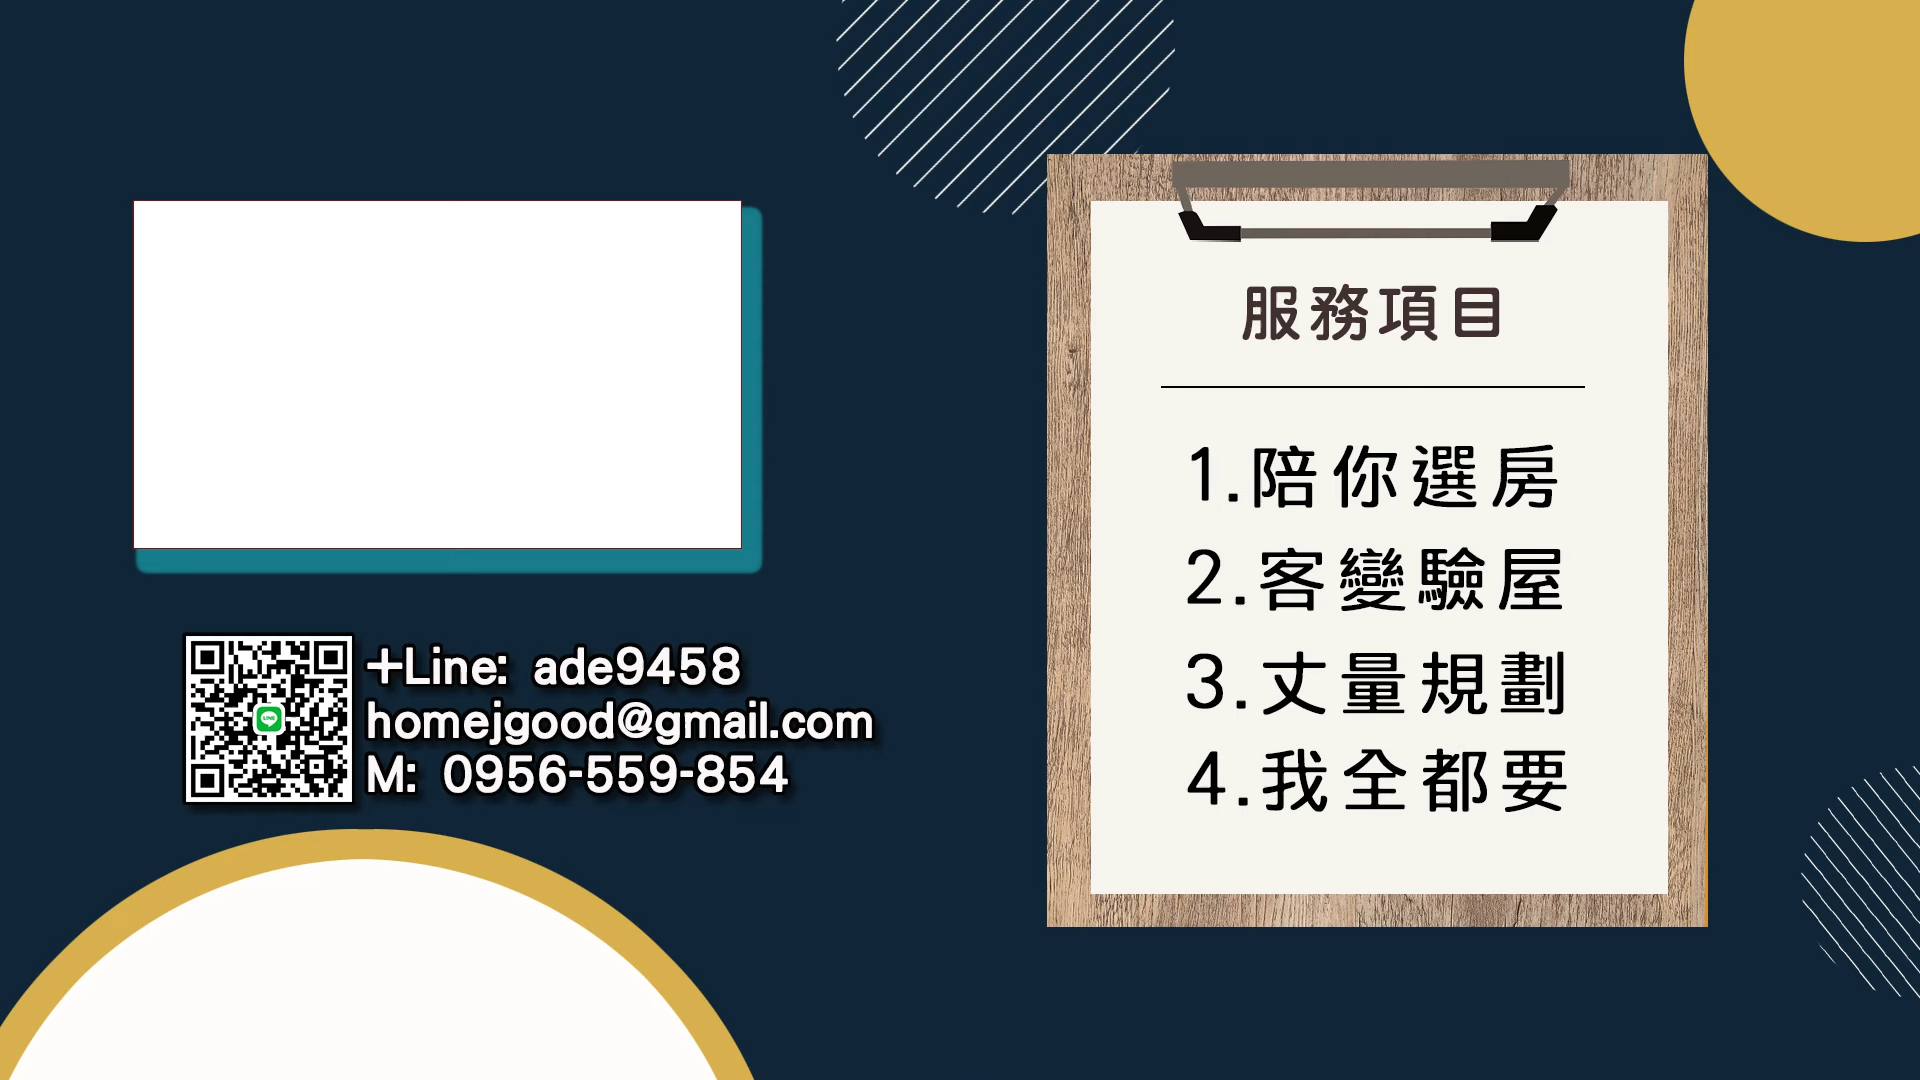 +Line: ade9458
homejgood@gmail.com
M: 0956-559-854
服務項目
1.陪你選房
2.客變驗屋
3.丈量規劃
4.我全都要